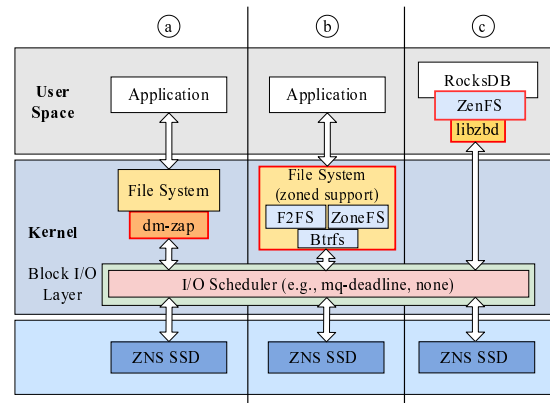 a
b
c
User
Space
Application
Application
RocksDB
ZenFS
libzbd
Kernel
File System
dm-zap
File System
(zoned support)
F2FS
ZoneFS
Btrfs
Block I/O
Layer
I/O Scheduler (e.g., mq-deadline, none)
ZNS SSD
ZNS SSD
ZNS SSD